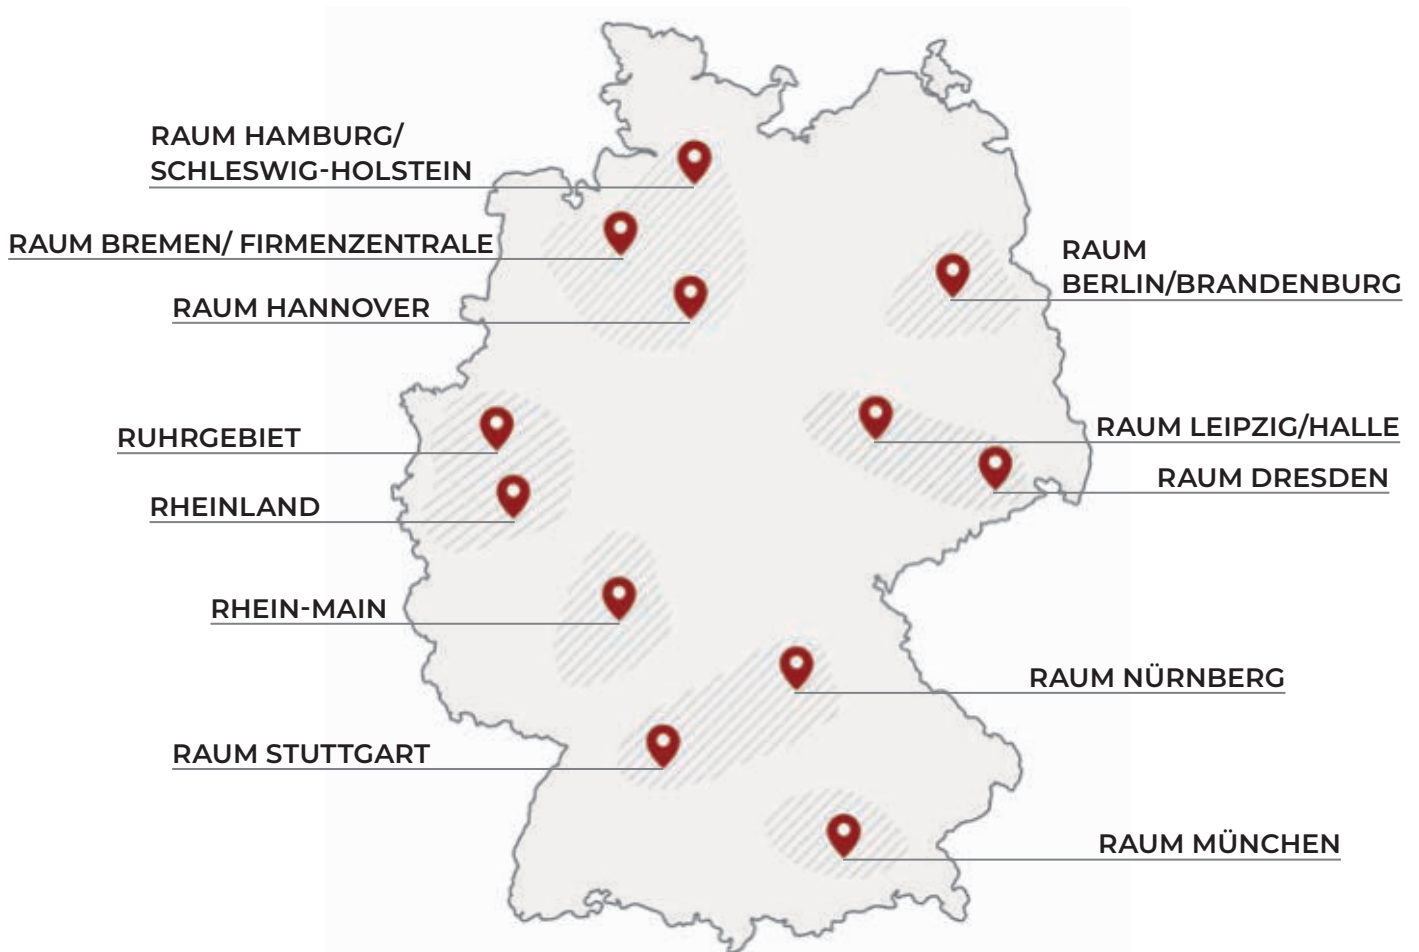 RAUM HAMBURG/
SCHLESWIG-HOLSTEIN
RAUM BREMEN/ FIRMENZENTRALE
RAUM HANNOVER
RUHRGEBIET
RHEINLAND
RHEIN-MAIN
RAUM STUTTGART
RAUM
BERLIN/BRANDENBURG
RAUM LEIPZIG/HALLE
RAUM DRESDEN
RAUM NÜRNBERG
RAUM MÜNCHEN